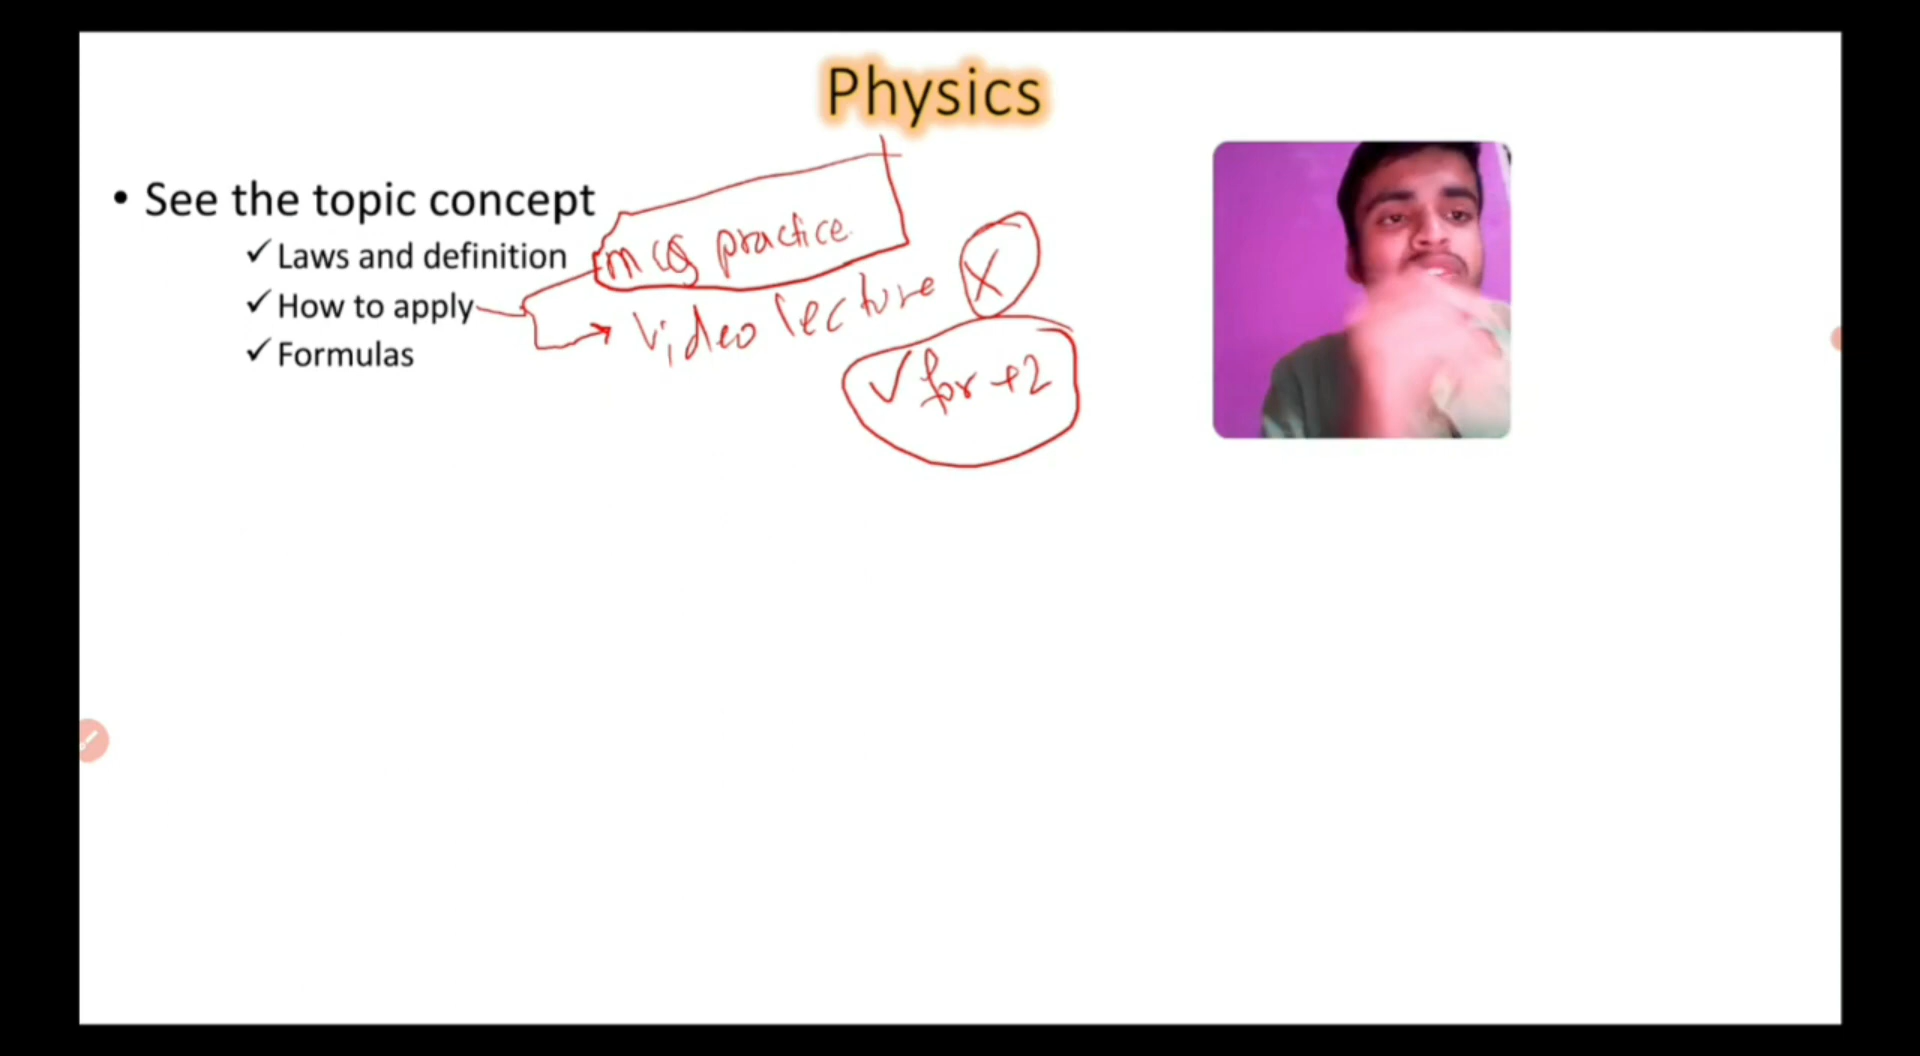 Physics
• See the topic concept
✓ Laws and definition
mcq practice
✓ How to apply
Video lecture X
✓ Formulas
✓ for +2